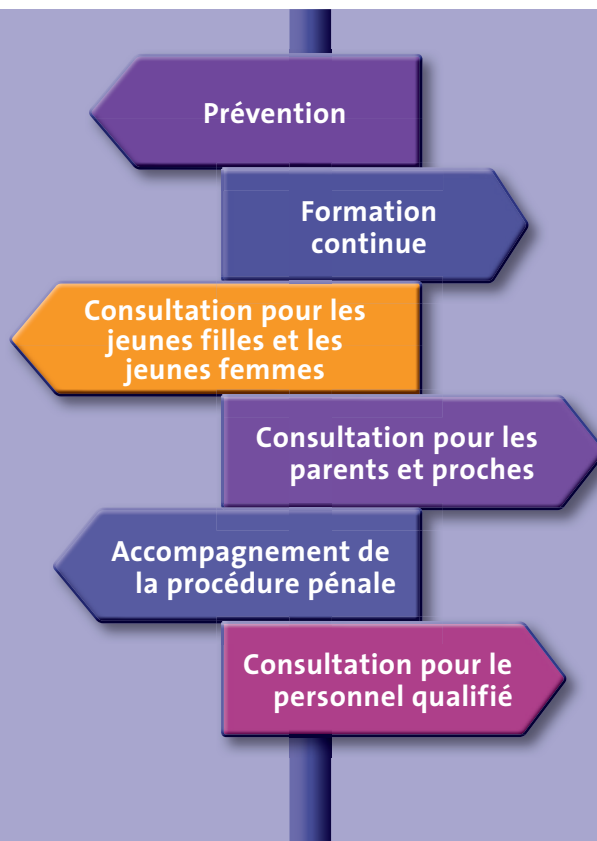 Prévention
Formation
continue
Consultation pour les
jeunes filles et les
jeunes femmes
Consultation pour les
parents et proches
Accompagnement de
la procédure pénale
Consultation pour le
personnel qualifié